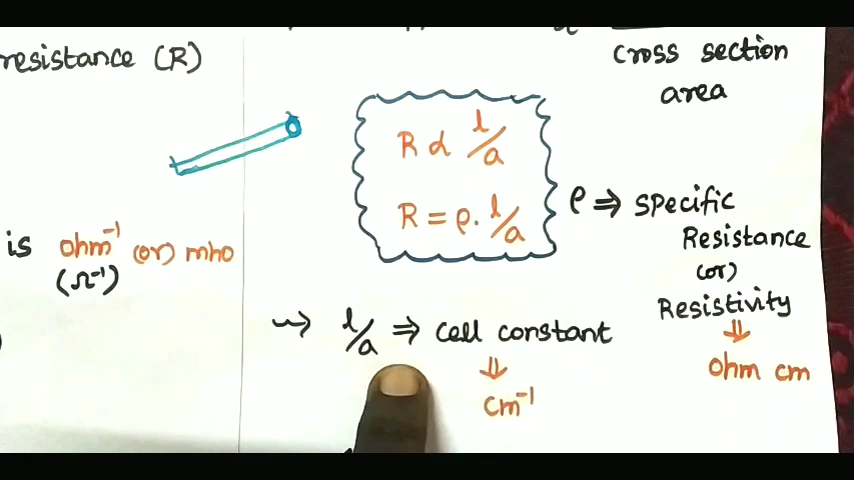 resistance (R)
is ohm⁻¹ (or) mho
(Ω⁻¹)
cross section
area
R ∝ l/a
R = ρ. l/a
ρ ⇒ specific
Resistance
(or)
Resistivity
⇓
ohm cm
⇝ l/a ⇒ cell constant
⇓
cm⁻¹